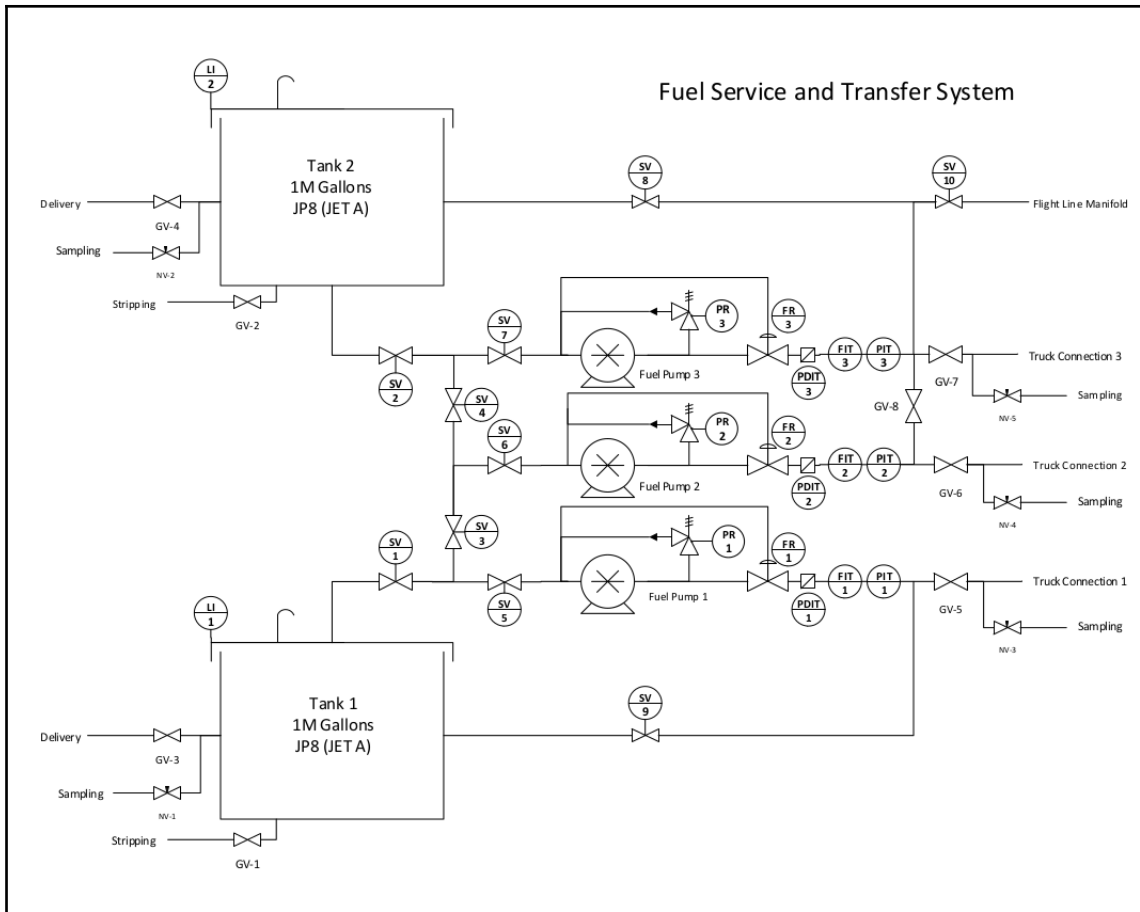 Fuel Service and Transfer System
LI
2
Tank 2
1M Gallons
JP8 (JET A)
SV
8
SV
10
Delivery
GV-4
Flight Line Manifold
Sampling
NV-2
Stripping
GV-2
SV
7
PR
3
FR
3
FIT
3
PIT
3
Truck Connection 3
Fuel Pump 3
SV
2
PDIT
3
GV-7
Sampling
NV-5
SV
4
GV-8
SV
6
PR
2
FR
2
FIT
2
PIT
2
Truck Connection 2
Fuel Pump 2
PDIT
2
GV-6
Sampling
NV-4
SV
3
SV
1
PR
1
FR
1
FIT
1
PIT
1
Truck Connection 1
Fuel Pump 1
SV
5
PDIT
1
GV-5
Sampling
NV-3
LI
1
Tank 1
1M Gallons
JP8 (JET A)
SV
9
Delivery
GV-3
Sampling
NV-1
Stripping
GV-1